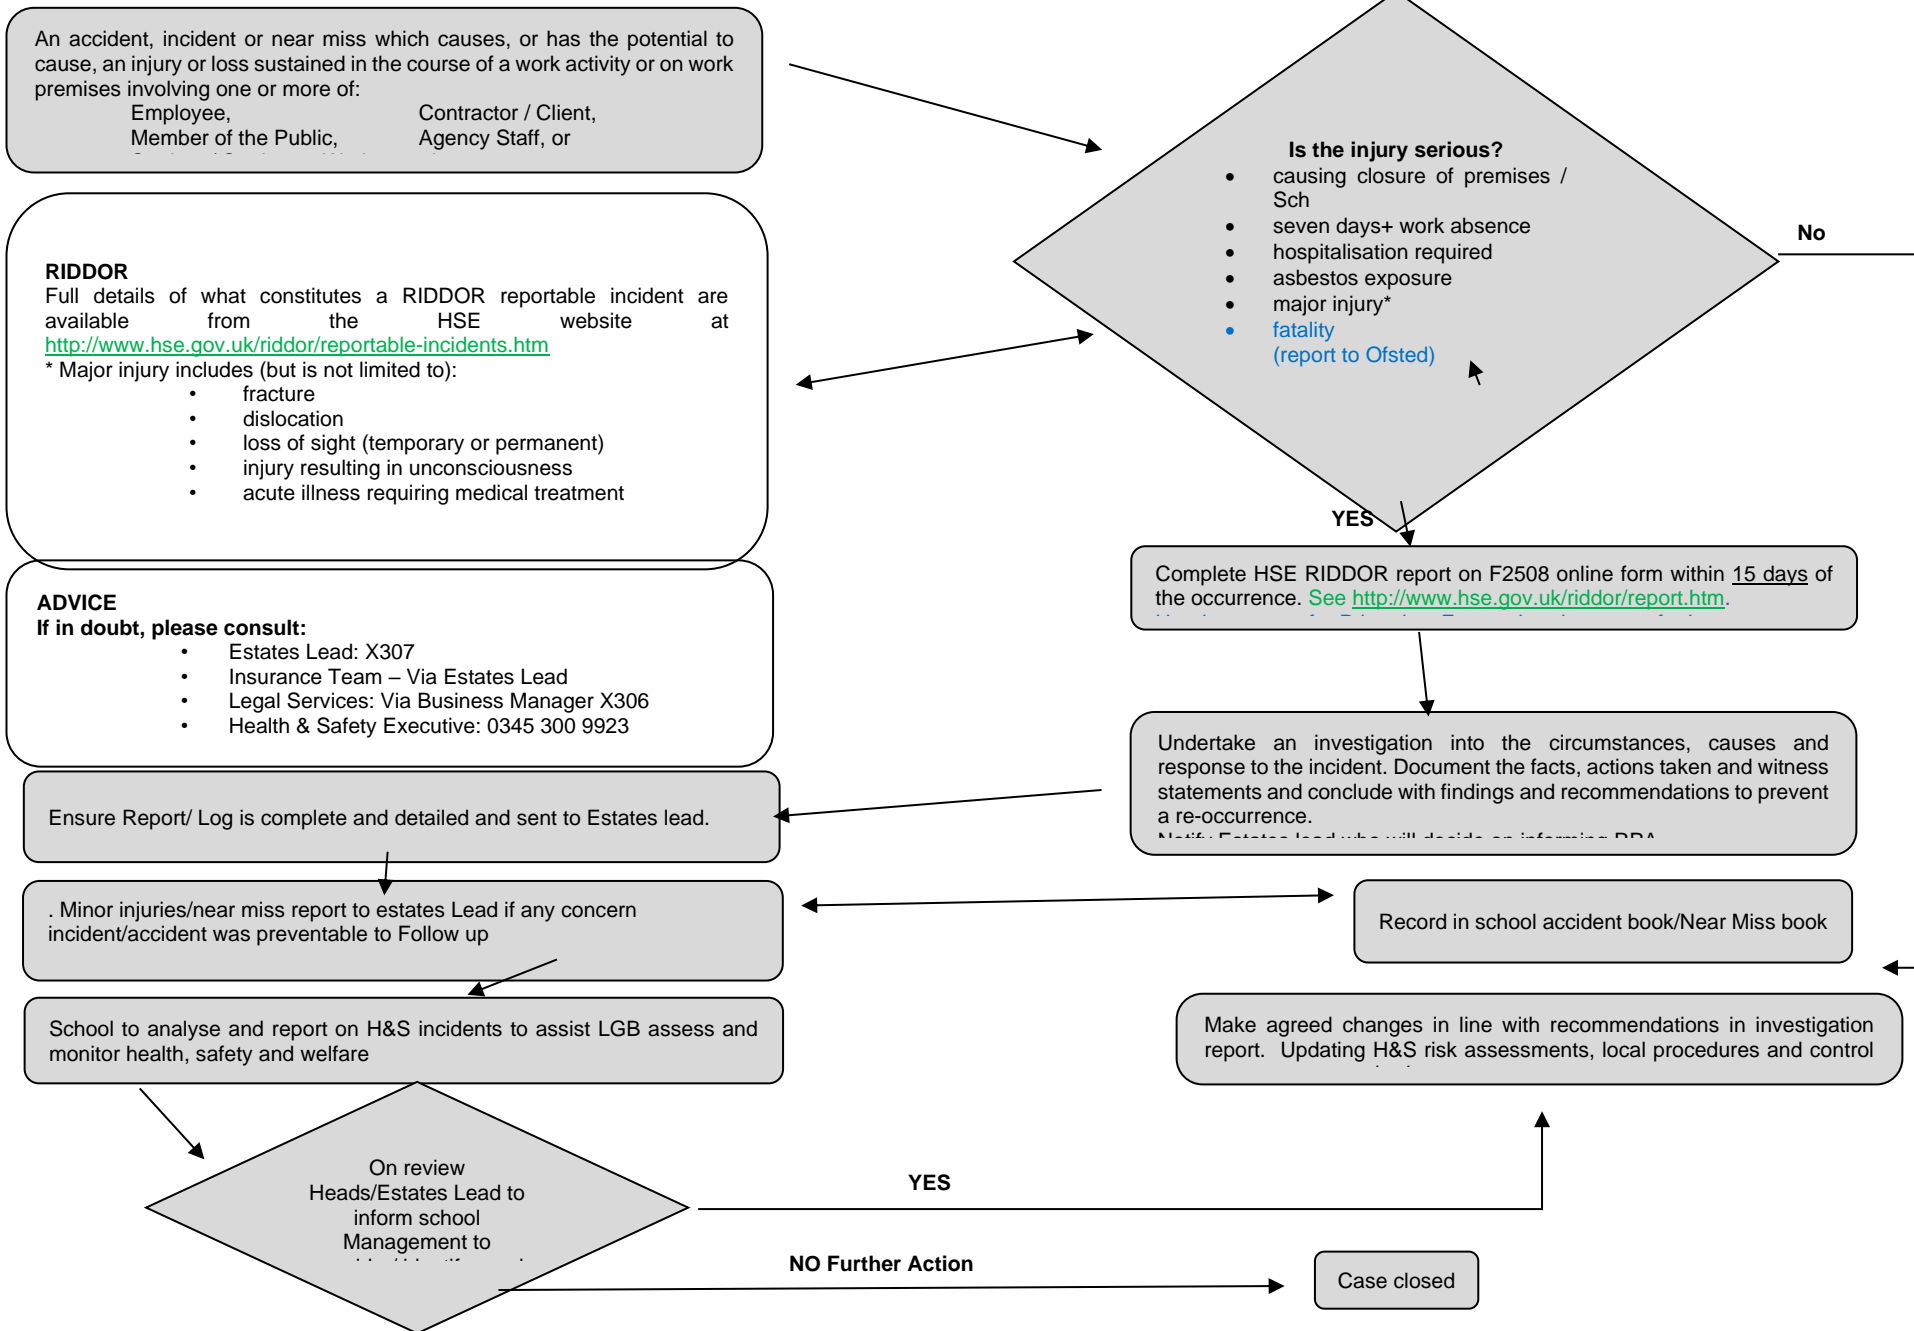 An accident, incident or near miss which causes, or has the potential to
cause, an injury or loss sustained in the course of a work activity or on work
premises involving one or more of:
Employee, Contractor / Client,
Member of the Public, Agency Staff, or
RIDDOR
Full details of what constitutes a RIDDOR reportable incident are
available from the HSE website at
http://www.hse.gov.uk/riddor/reportable-incidents.htm
* Major injury includes (but is not limited to):
• fracture
• dislocation
• loss of sight (temporary or permanent)
• injury resulting in unconsciousness
• acute illness requiring medical treatment
ADVICE
If in doubt, please consult:
• Estates Lead: X307
• Insurance Team – Via Estates Lead
• Legal Services: Via Business Manager X306
• Health & Safety Executive: 0345 300 9923
Is the injury serious?
• causing closure of premises /
Sch
• seven days+ work absence
• hospitalisation required
• asbestos exposure
• major injury*
• fatality
(report to Ofsted)
No
YES
Complete HSE RIDDOR report on F2508 online form within 15 days of
the occurrence. See http://www.hse.gov.uk/riddor/report.htm.
Undertake an investigation into the circumstances, causes and
response to the incident. Document the facts, actions taken and witness
statements and conclude with findings and recommendations to prevent
a re-occurrence.
Notify Estates lead who will decide on informing RPA
Ensure Report/ Log is complete and detailed and sent to Estates lead.
. Minor injuries/near miss report to estates Lead if any concern
incident/accident was preventable to Follow up
Record in school accident book/Near Miss book
School to analyse and report on H&S incidents to assist LGB assess and
monitor health, safety and welfare
Make agreed changes in line with recommendations in investigation
report. Updating H&S risk assessments, local procedures and control
On review
Heads/Estates Lead to
inform school
Management to
YES
NO Further Action
Case closed